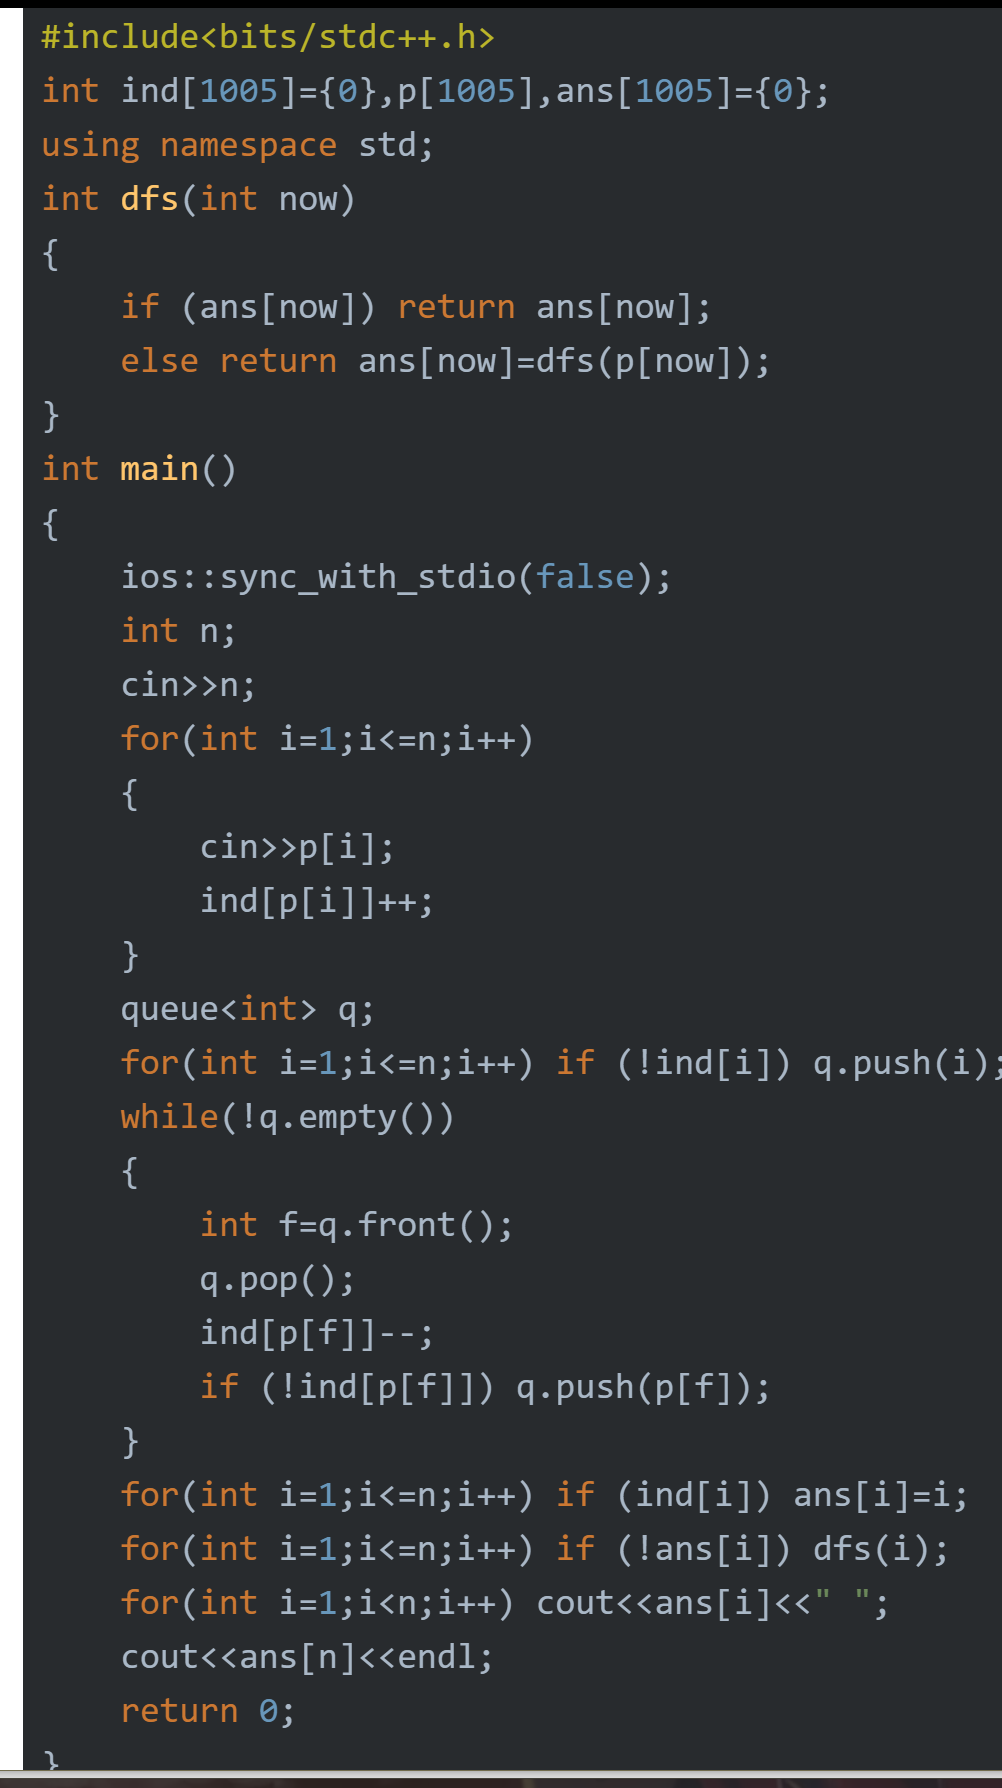 #include<bits/stdc++.h>
int ind[1005]={0},p[1005],ans[1005]={0};
using namespace std;
int dfs(int now)
{
    if (ans[now]) return ans[now];
    else return ans[now]=dfs(p[now]);
}
int main()
{
    ios::sync_with_stdio(false);
    int n;
    cin>>n;
    for(int i=1;i<=n;i++)
    {
        cin>>p[i];
        ind[p[i]]++;
    }
    queue<int> q;
    for(int i=1;i<=n;i++) if (!ind[i]) q.push(i);
    while(!q.empty())
    {
        int f=q.front();
        q.pop();
        ind[p[f]]--;
        if (!ind[p[f]]) q.push(p[f]);
    }
    for(int i=1;i<=n;i++) if (ind[i]) ans[i]=i;
    for(int i=1;i<=n;i++) if (!ans[i]) dfs(i);
    for(int i=1;i<n;i++) cout<<ans[i]<<" ";
    cout<<ans[n]<<endl;
    return 0;
}